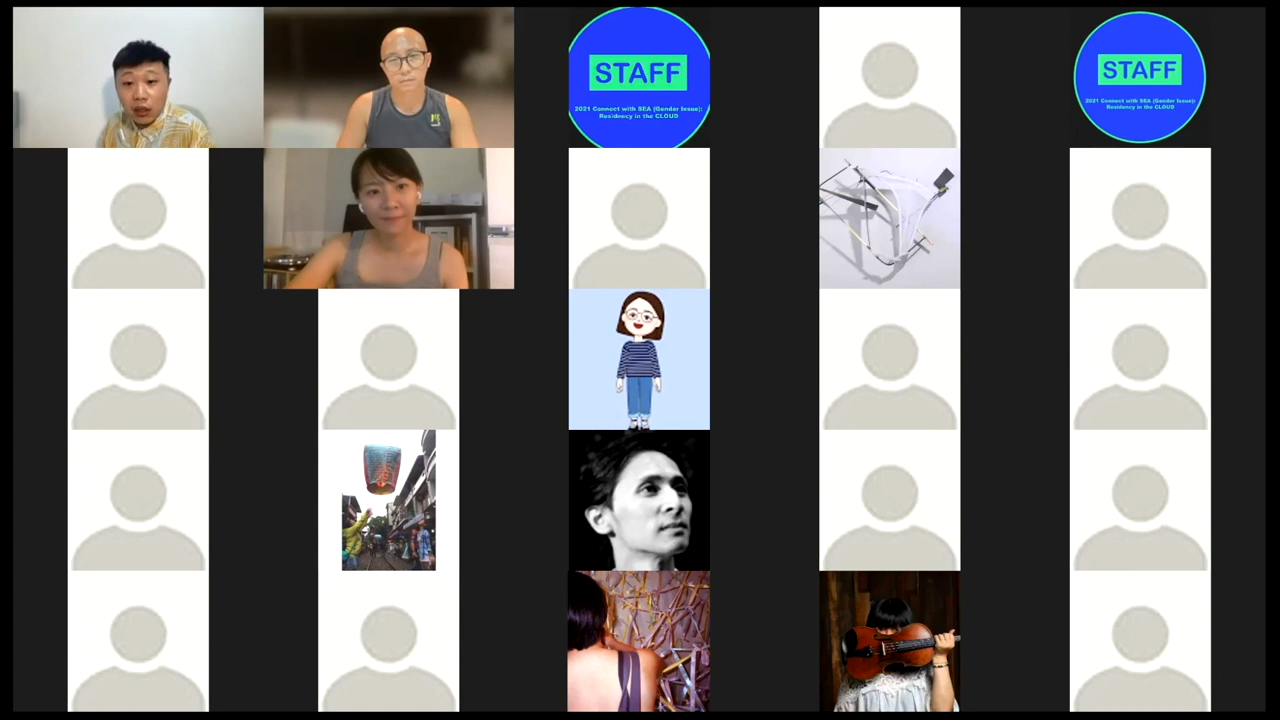 STAFF
2021 Connect with SEA (Gender Issue):
Residency in the CLOUD
STAFF
2021 Connect with SEA (Gender Issue):
Residency in the CLOUD